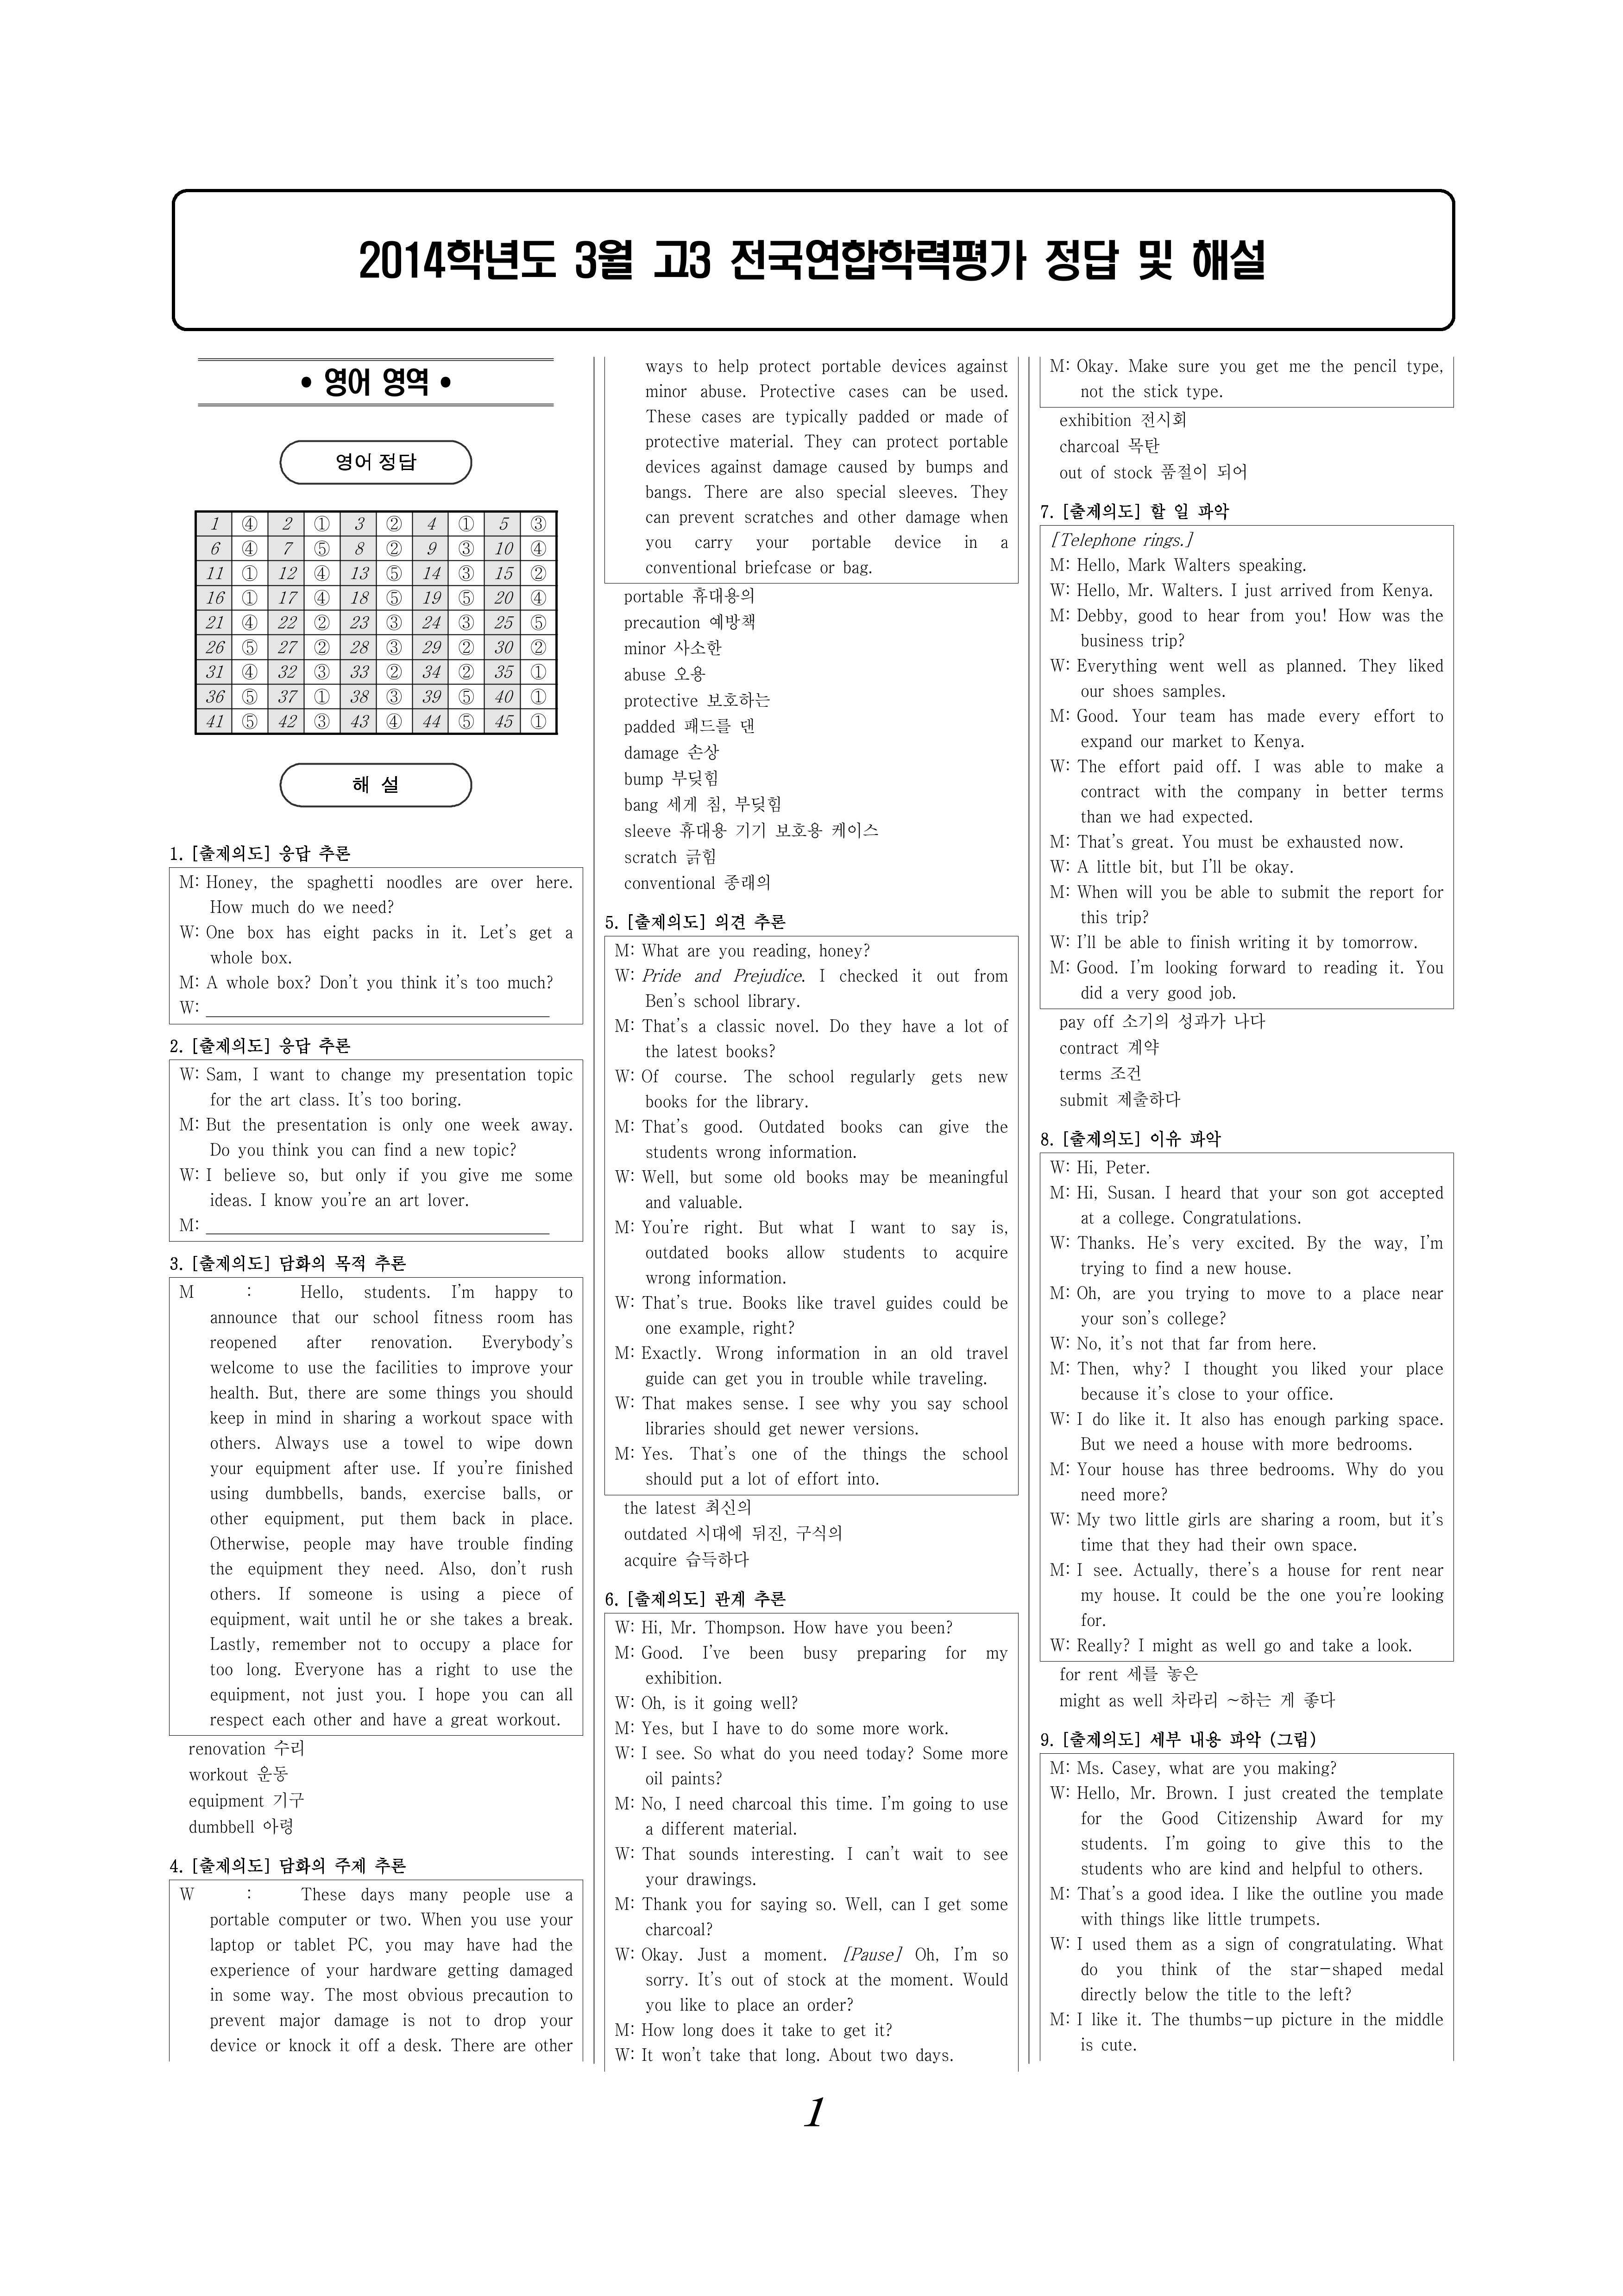 2014학년도 3월 고3 전국연합학력평가 정답 및 해설
• 영어 영역 •
영어 정답
1 ④ 2 ① 3 ② 4 ① 5 ③
6 ④ 7 ⑤ 8 ② 9 ③ 10 ④
11 ① 12 ④ 13 ⑤ 14 ③ 15 ②
16 ① 17 ④ 18 ⑤ 19 ⑤ 20 ④
21 ④ 22 ② 23 ③ 24 ③ 25 ⑤
26 ⑤ 27 ② 28 ③ 29 ② 30 ②
31 ④ 32 ③ 33 ② 34 ② 35 ①
36 ⑤ 37 ① 38 ③ 39 ⑤ 40 ①
41 ⑤ 42 ③ 43 ④ 44 ⑤ 45 ①
해 설
1. [출제의도] 응답 추론
M: Honey, the spaghetti noodles are over here.
How much do we need?
W: One box has eight packs in it. Let's get a
whole box.
M: A whole box? Don't you think it's too much?
W:
2. [출제의도] 응답 추론
W: Sam, I want to change my presentation topic
for the art class. It's too boring.
M: But the presentation is only one week away.
Do you think you can find a new topic?
W: I believe so, but only if you give me some
ideas. I know you're an art lover.
M:
3. [출제의도] 담화의 목적 추론
M : Hello, students. I'm happy to
announce that our school fitness room has
reopened after renovation. Everybody's
welcome to use the facilities to improve your
health. But, there are some things you should
keep in mind in sharing a workout space with
others. Always use a towel to wipe down
your equipment after use. If you're finished
using dumbbells, bands, exercise balls, or
other equipment, put them back in place.
Otherwise, people may have trouble finding
the equipment they need. Also, don't rush
others. If someone is using a piece of
equipment, wait until he or she takes a break.
Lastly, remember not to occupy a place for
too long. Everyone has a right to use the
equipment, not just you. I hope you can all
respect each other and have a great workout.
renovation 수리
workout 운동
equipment 기구
dumbbell 아령
4. [출제의도] 담화의 주제 추론
W : These days many people use a
portable computer or two. When you use your
laptop or tablet PC, you may have had the
experience of your hardware getting damaged
in some way. The most obvious precaution to
prevent major damage is not to drop your
device or knock it off a desk. There are other
ways to help protect portable devices against
minor abuse. Protective cases can be used.
These cases are typically padded or made of
protective material. They can protect portable
devices against damage caused by bumps and
bangs. There are also special sleeves. They
can prevent scratches and other damage when
you carry your portable device in a
conventional briefcase or bag.
portable 휴대용의
precaution 예방책
minor 사소한
abuse 오용
protective 보호하는
padded 패드를 댄
damage 손상
bump 부딪힘
bang 세게 침, 부딪힘
sleeve 휴대용 기기 보호용 케이스
scratch 긁힘
conventional 종래의
5. [출제의도] 의견 추론
M: What are you reading, honey?
W: Pride and Prejudice. I checked it out from
Ben's school library.
M: That's a classic novel. Do they have a lot of
the latest books?
W: Of course. The school regularly gets new
books for the library.
M: That's good. Outdated books can give the
students wrong information.
W: Well, but some old books may be meaningful
and valuable.
M: You're right. But what I want to say is,
outdated books allow students to acquire
wrong information.
W: That's true. Books like travel guides could be
one example, right?
M: Exactly. Wrong information in an old travel
guide can get you in trouble while traveling.
W: That makes sense. I see why you say school
libraries should get newer versions.
M: Yes. That's one of the things the school
should put a lot of effort into.
the latest 최신의
outdated 시대에 뒤진, 구식의
acquire 습득하다
6. [출제의도] 관계 추론
W: Hi, Mr. Thompson. How have you been?
M: Good. I've been busy preparing for my
exhibition.
W: Oh, is it going well?
M: Yes, but I have to do some more work.
W: I see. So what do you need today? Some more
oil paints?
M: No, I need charcoal this time. I'm going to use
a different material.
W: That sounds interesting. I can't wait to see
your drawings.
M: Thank you for saying so. Well, can I get some
charcoal?
W: Okay. Just a moment. [Pause] Oh, I'm so
sorry. It's out of stock at the moment. Would
you like to place an order?
M: How long does it take to get it?
W: It won't take that long. About two days.
M: Okay. Make sure you get me the pencil type,
not the stick type.
exhibition 전시회
charcoal 목탄
out of stock 품절이 되어
7. [출제의도] 할 일 파악
[Telephone rings.]
M: Hello, Mark Walters speaking.
W: Hello, Mr. Walters. I just arrived from Kenya.
M: Debby, good to hear from you! How was the
business trip?
W: Everything went well as planned. They liked
our shoes samples.
M: Good. Your team has made every effort to
expand our market to Kenya.
W: The effort paid off. I was able to make a
contract with the company in better terms
than we had expected.
M: That's great. You must be exhausted now.
W: A little bit, but I'll be okay.
M: When will you be able to submit the report for
this trip?
W: I'll be able to finish writing it by tomorrow.
M: Good. I'm looking forward to reading it. You
did a very good job.
pay off 소기의 성과가 나다
contract 계약
terms 조건
submit 제출하다
8. [출제의도] 이유 파악
W: Hi, Peter.
M: Hi, Susan. I heard that your son got accepted
at a college. Congratulations.
W: Thanks. He's very excited. By the way, I'm
trying to find a new house.
M: Oh, are you trying to move to a place near
your son's college?
W: No, it's not that far from here.
M: Then, why? I thought you liked your place
because it's close to your office.
W: I do like it. It also has enough parking space.
But we need a house with more bedrooms.
M: Your house has three bedrooms. Why do you
need more?
W: My two little girls are sharing a room, but it's
time that they had their own space.
M: I see. Actually, there's a house for rent near
my house. It could be the one you're looking
for.
W: Really? I might as well go and take a look.
for rent 세를 놓은
might as well 차라리 ~하는 게 좋다
9. [출제의도] 세부 내용 파악 (그림)
M: Ms. Casey, what are you making?
W: Hello, Mr. Brown. I just created the template
for the Good Citizenship Award for my
students. I'm going to give this to the
students who are kind and helpful to others.
M: That's a good idea. I like the outline you made
with things like little trumpets.
W: I used them as a sign of congratulating. What
do you think of the star-shaped medal
directly below the title to the left?
M: I like it. The thumbs-up picture in the middle
is cute.
1